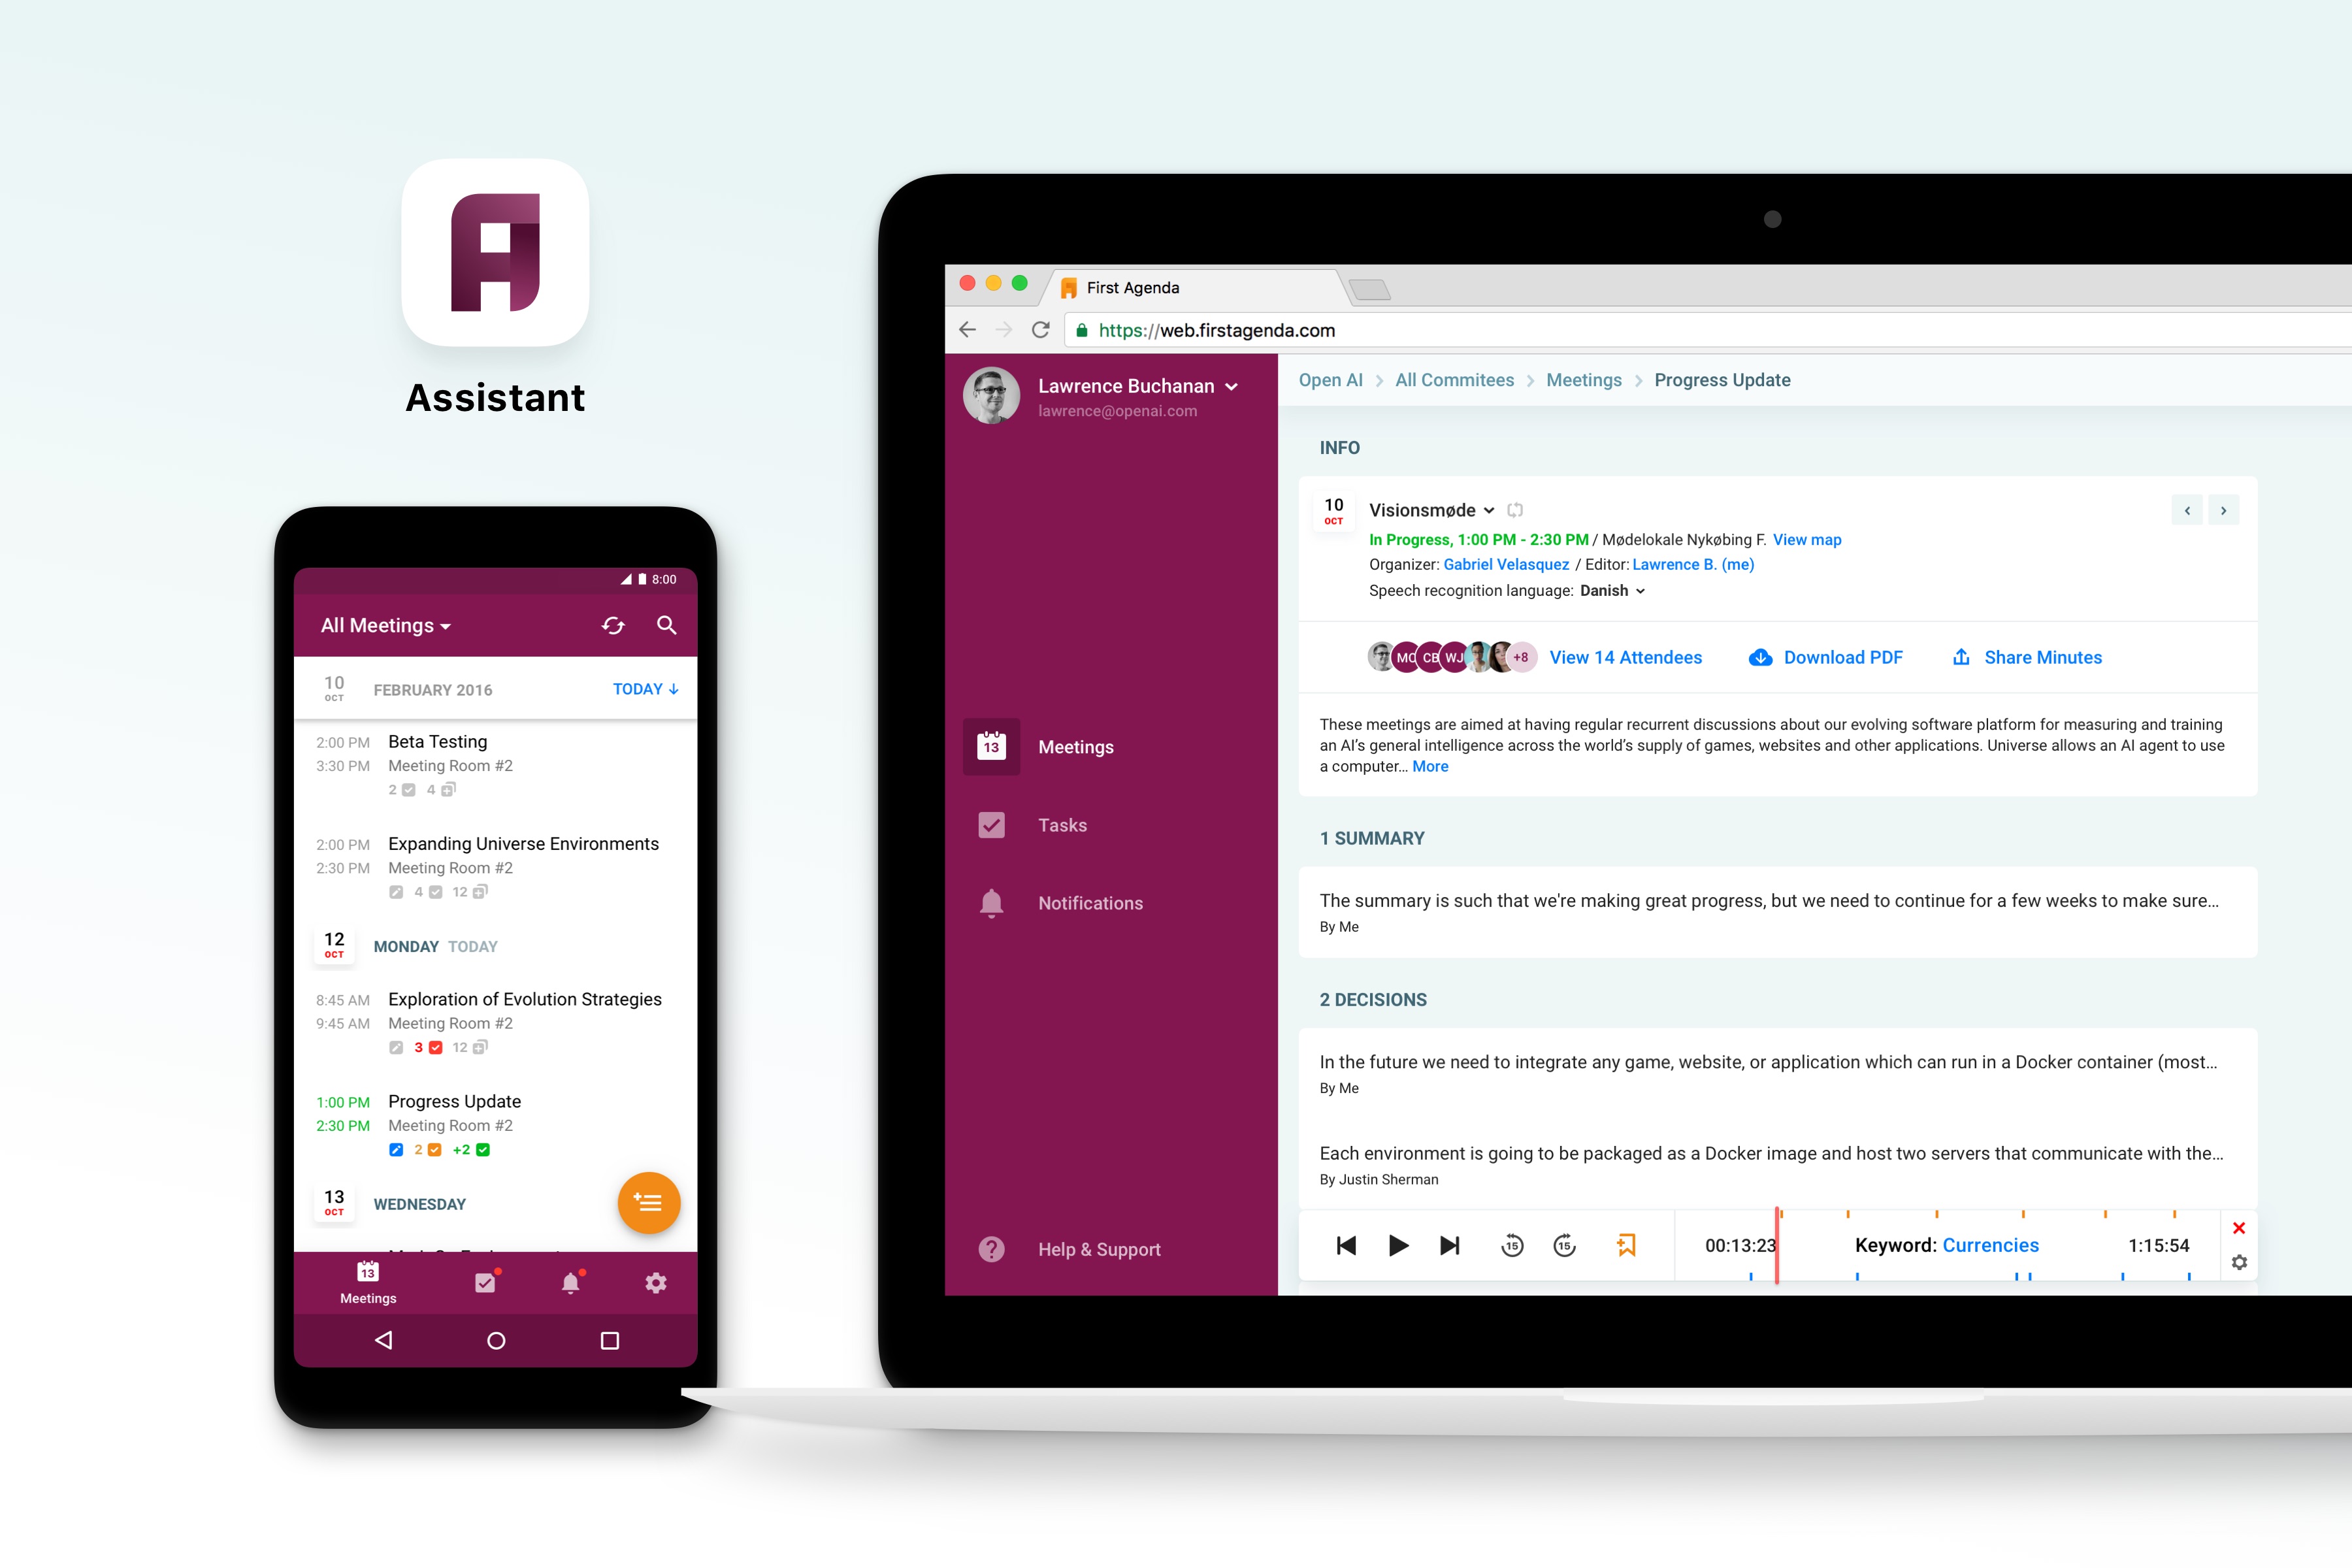 Assistant
8:00
All Meetings
10
OCT
FEBRUARY 2016
TODAY
2:00 PM
Beta Testing
3:30 PM
Meeting Room #2
2 4
2:00 PM
Expanding Universe Environments
2:30 PM
Meeting Room #2
4 12
12
OCT
MONDAY TODAY
8:45 AM
Exploration of Evolution Strategies
9:45 AM
Meeting Room #2
3 12
1:00 PM
Progress Update
2:30 PM
Meeting Room #2
2 +2
13
OCT
WEDNESDAY
13
Meetings
First Agenda
https://web.firstagenda.com
Lawrence Buchanan
lawrence@openai.com
13
Meetings
Tasks
Notifications
? Help & Support
Open AI > All Commitees > Meetings > Progress Update
INFO
10
OCT
Visionsmøde
In Progress, 1:00 PM - 2:30 PM / Mødelokale Nykøbing F. View map
Organizer: Gabriel Velasquez / Editor: Lawrence B. (me)
Speech recognition language: Danish
CB WJ +8 View 14 Attendees
Download PDF
Share Minutes
These meetings are aimed at having regular recurrent discussions about our evolving software platform for measuring and training
an AI’s general intelligence across the world’s supply of games, websites and other applications. Universe allows an AI agent to use
a computer... More
1 SUMMARY
The summary is such that we're making great progress, but we need to continue for a few weeks to make sure...
By Me
2 DECISIONS
In the future we need to integrate any game, website, or application which can run in a Docker container (most...
By Me
Each environment is going to be packaged as a Docker image and host two servers that communicate with the...
By Justin Sherman
15 15
00:13:23
Keyword: Currencies
1:15:54